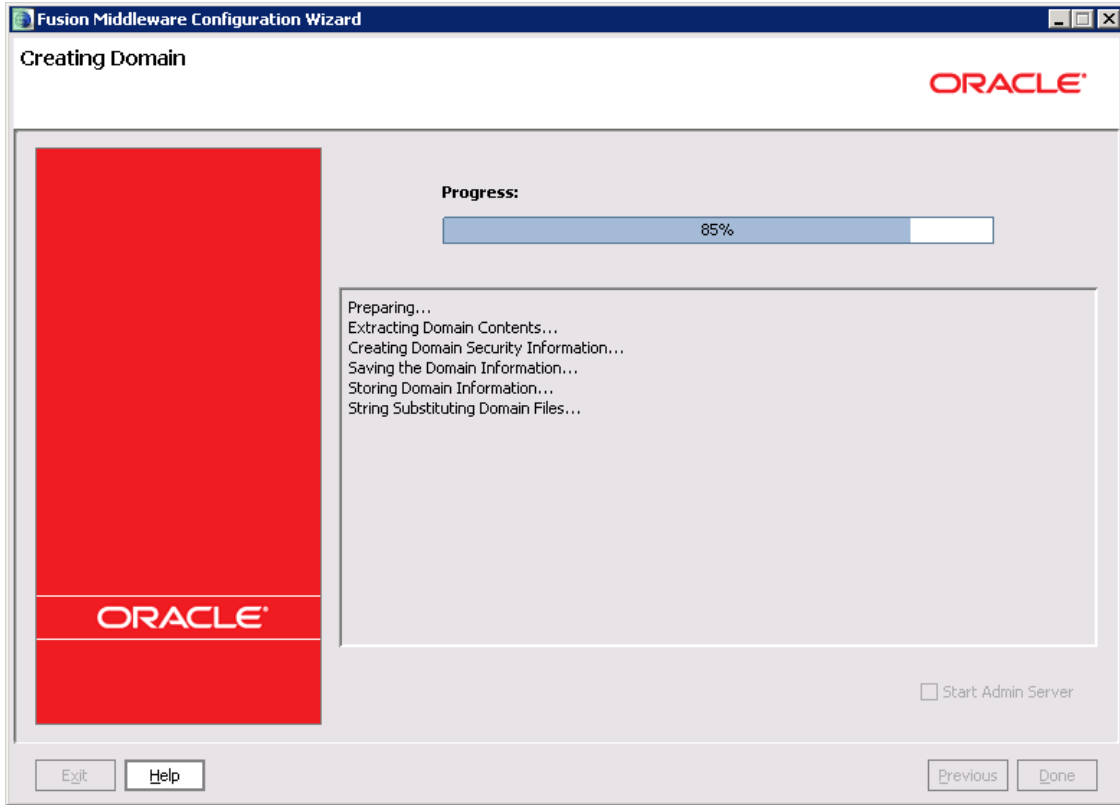 Fusion Middleware Configuration Wizard
Creating Domain
ORACLE
Progress:
85%
Preparing...
Extracting Domain Contents...
Creating Domain Security Information...
Saving the Domain Information...
Storing Domain Information...
String Substituting Domain Files...
ORACLE
Start Admin Server
Exit Help Previous Done